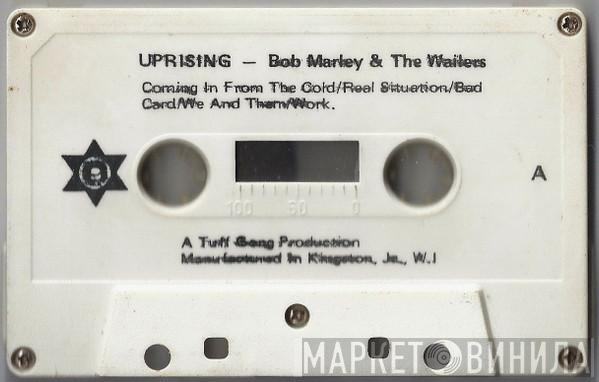 UPRISING – Bob Marley & The Wailers
Coming In From The Cold/Real Situation/Bad
Card/We And Them/Work.
A
100 50 0
A Tuff Gong Production
Manufactured In Kingston, Ja., W.I
МАРКЕТ ВИНИЛА